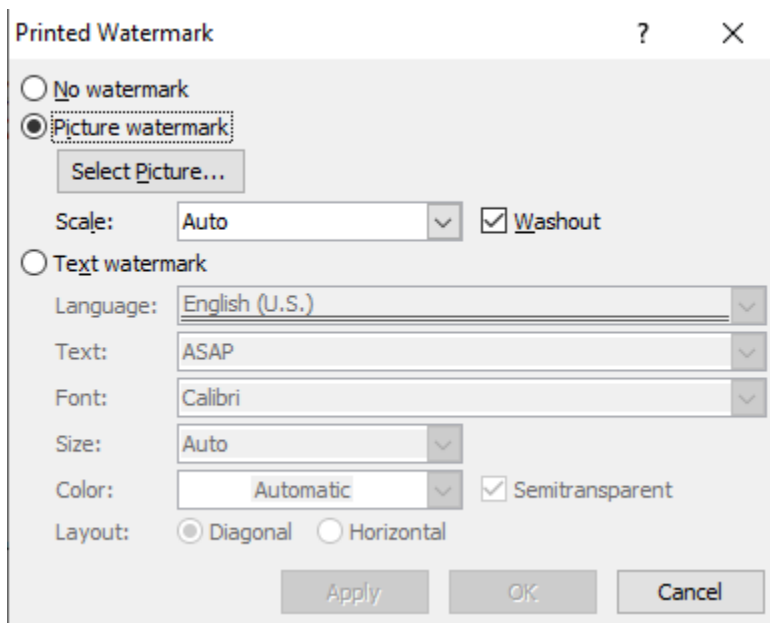 Printed Watermark ?
No watermark
Picture watermark
Select Picture...
Scale: Auto Washout
Text watermark
Language: English (U.S.)
Text: ASAP
Font: Calibri
Size: Auto
Color: Automatic Semitransparent
Layout: Diagonal Horizontal
Apply OK Cancel